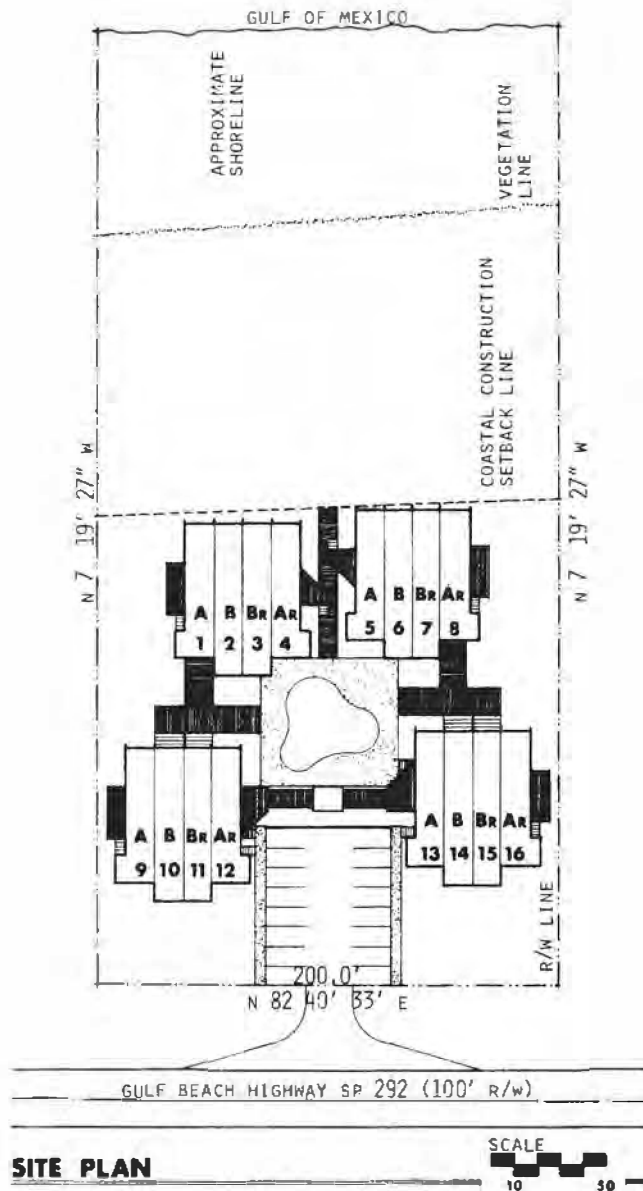 GULF OF MEXICO
APPROXIMATE
SHORELINE
VEGETATION
LINE
COASTAL CONSTRUCTION
SETBACK LINE
N 7 19' 27" W
N 7 19' 27" W
A B BR AR
1 2 3 4
A B BR AR
5 6 7 8
A B BR AR
9 10 11 12
A B BR AR
13 14 15 16
R/W LINE
200.0'
N 82 40' 33' E
GULF BEACH HIGHWAY SR 292 (100' R/W)
SITE PLAN
SCALE
10 50